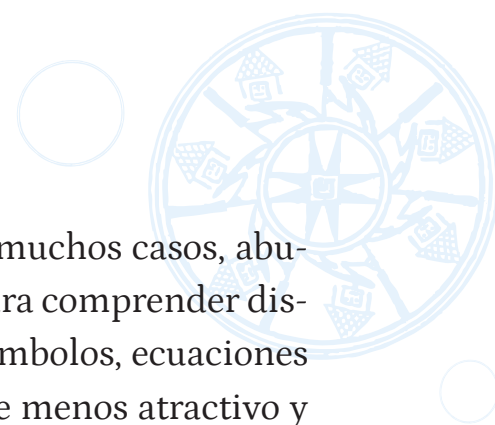 muchos casos, abu-
ra comprender dis-
mbolos, ecuaciones
e menos atractivo y